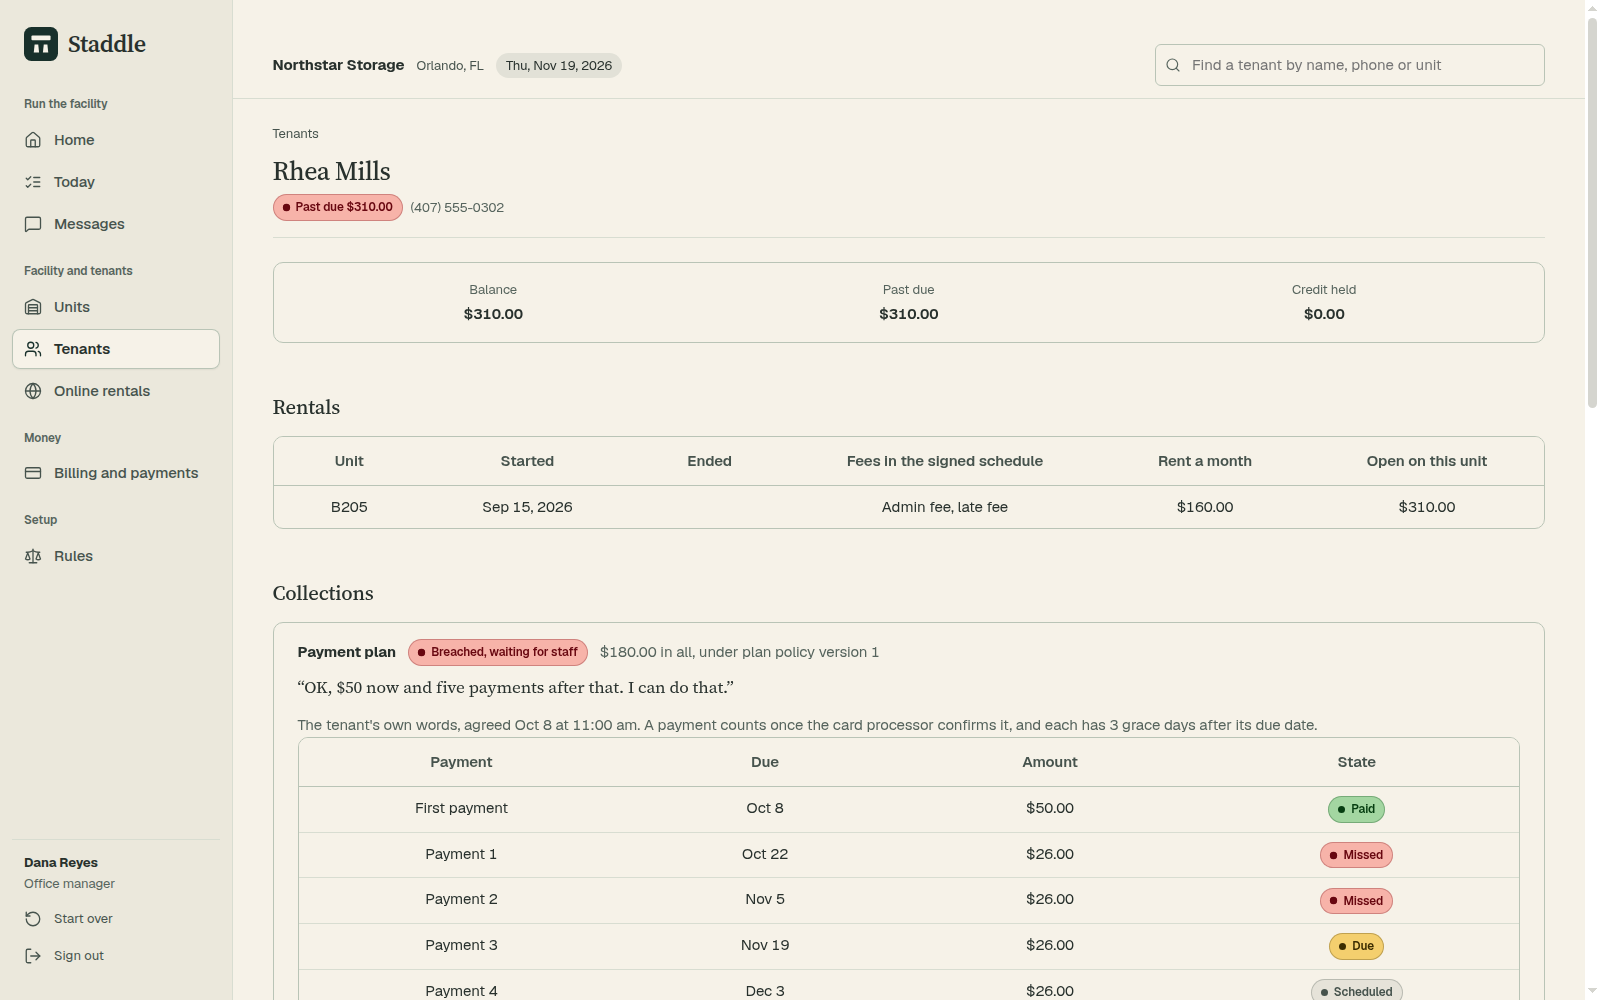 Staddle
Run the facility
Home
Today
Messages
Facility and tenants
Units
Tenants
Online rentals
Money
Billing and payments
Setup
Rules
Dana Reyes
Office manager
Start over
Sign out
Northstar Storage Orlando, FL Thu, Nov 19, 2026
Find a tenant by name, phone or unit
Tenants
Rhea Mills
Past due $310.00 (407) 555-0302
Balance Past due Credit held
$310.00 $310.00 $0.00
Rentals
Unit Started Ended Fees in the signed schedule Rent a month Open on this unit
B205 Sep 15, 2026 Admin fee, late fee $160.00 $310.00
Collections
Payment plan Breached, waiting for staff $180.00 in all, under plan policy version 1
“OK, $50 now and five payments after that. I can do that.”
The tenant's own words, agreed Oct 8 at 11:00 am. A payment counts once the card processor confirms it, and each has 3 grace days after its due date.
Payment Due Amount State
First payment Oct 8 $50.00 Paid
Payment 1 Oct 22 $26.00 Missed
Payment 2 Nov 5 $26.00 Missed
Payment 3 Nov 19 $26.00 Due
Payment 4 Dec 3 $26.00 Scheduled